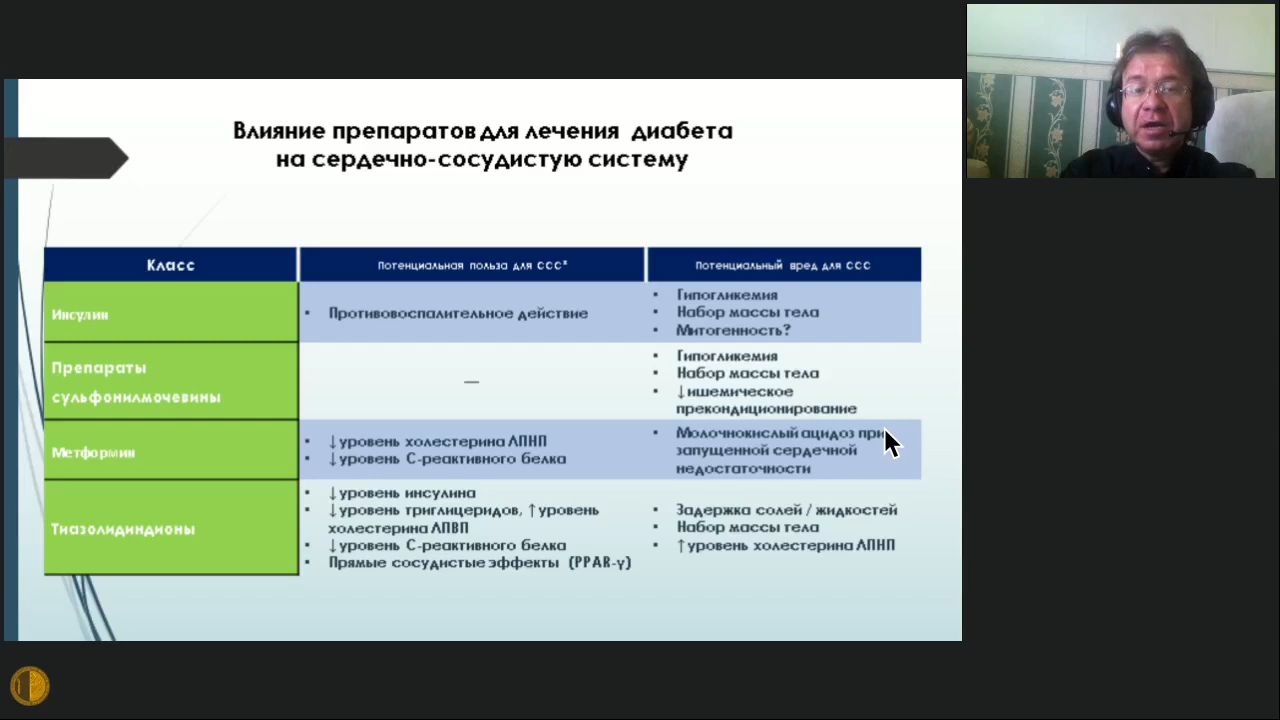 Влияние препаратов для лечения диабета
на сердечно-сосудистую систему
Класс
Потенциальная польза для ССС*
Потенциальный вред для ССС
Инсулин
• Противовоспалительное действие
• Гипогликемия
• Набор массы тела
• Митогенность?
Препараты
сульфонилмочевины
—
• Гипогликемия
• Набор массы тела
• ↓ишемическое
прекондиционирование
Метформин
• ↓уровень холестерина ЛПНП
• ↓уровень С-реактивного белка
• Молочнокислый ацидоз при
запущенной сердечной
недостаточности
Тиазолидиндионы
• ↓уровень инсулина
• ↓уровень триглицеридов, ↑уровень
холестерина ЛПВП
• ↓уровень С-реактивного белка
• Прямые сосудистые эффекты (PPAR-γ)
• Задержка солей / жидкостей
• Набор массы тела
• ↑уровень холестерина ЛПНП